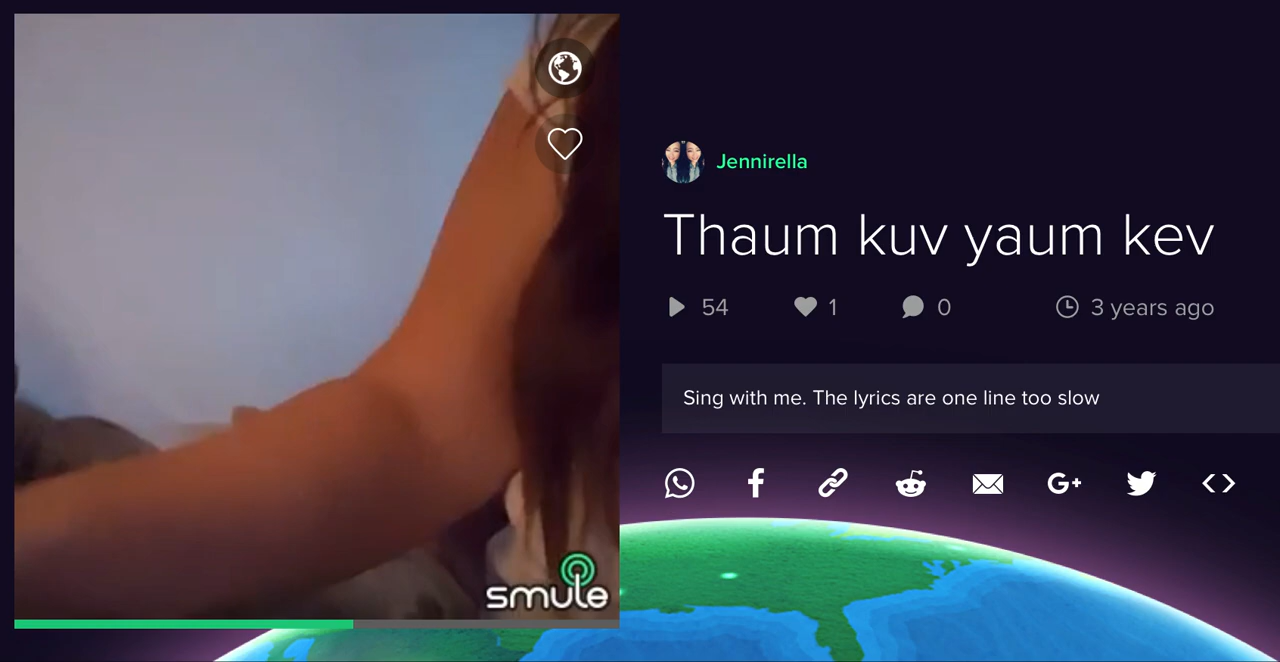 Jennirella
Thaum kuv yaum kev
54 1 0 3 years ago
Sing with me. The lyrics are one line too slow
G+
smule